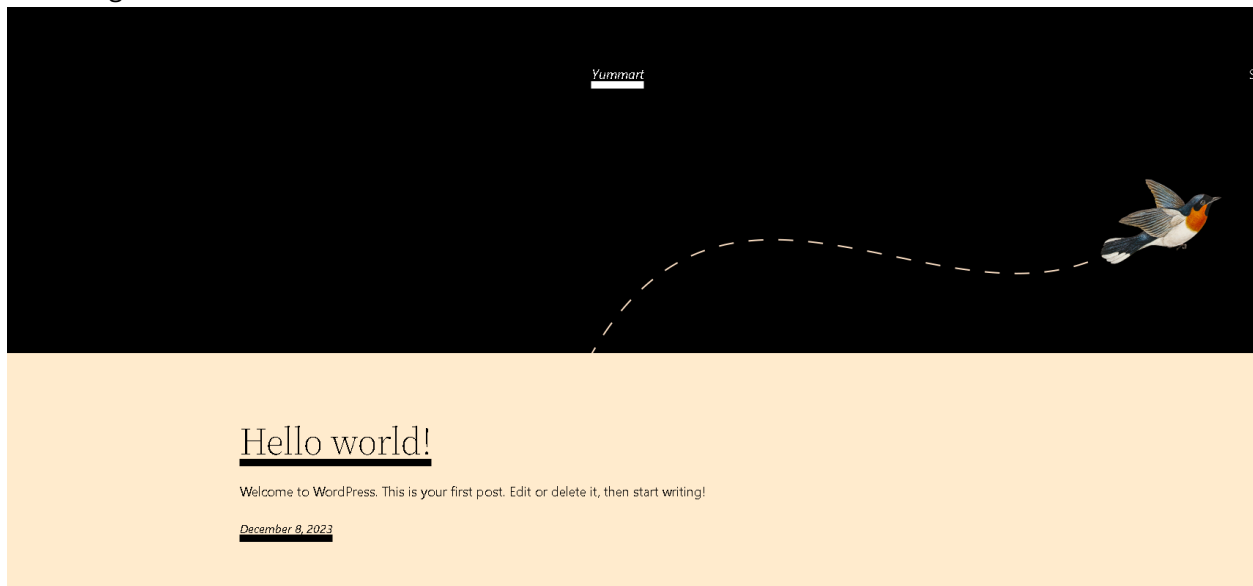 Yummart
Hello world!
Welcome to WordPress. This is your first post. Edit or delete it, then start writing!
December 8, 2023